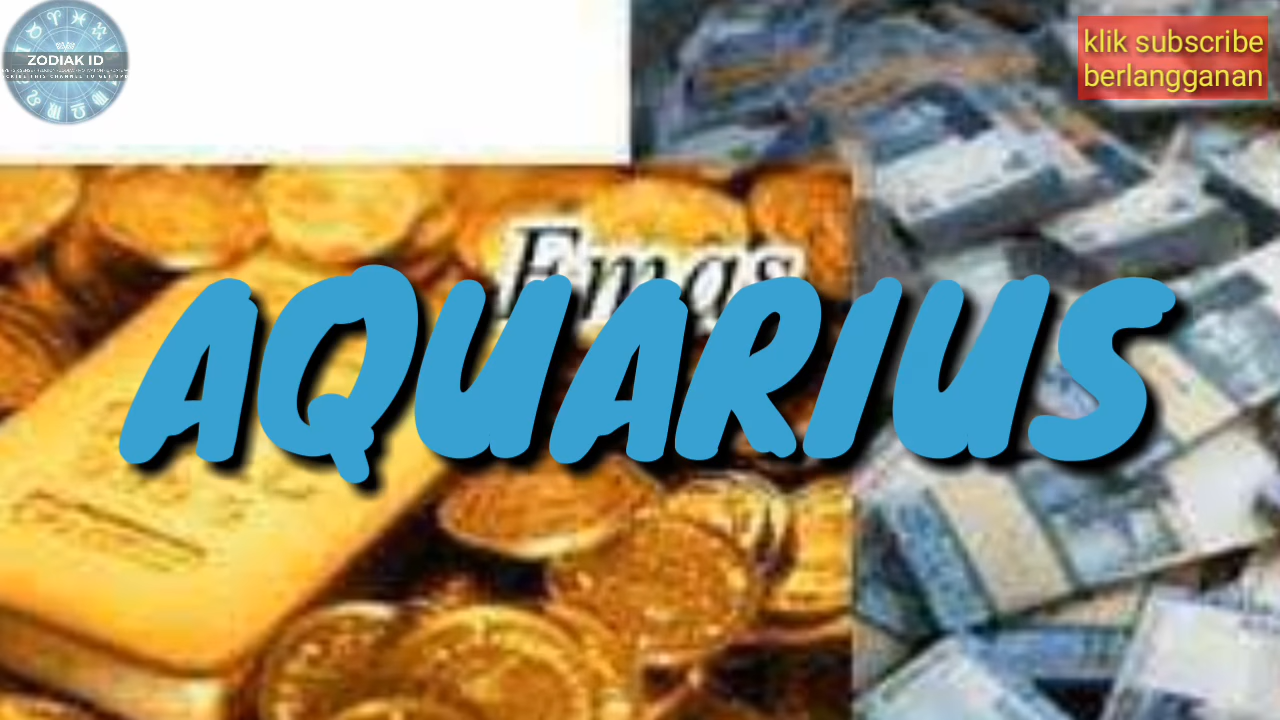 ZODIAK ID
klik subscribe
berlangganan
Emas
AQUARIUS